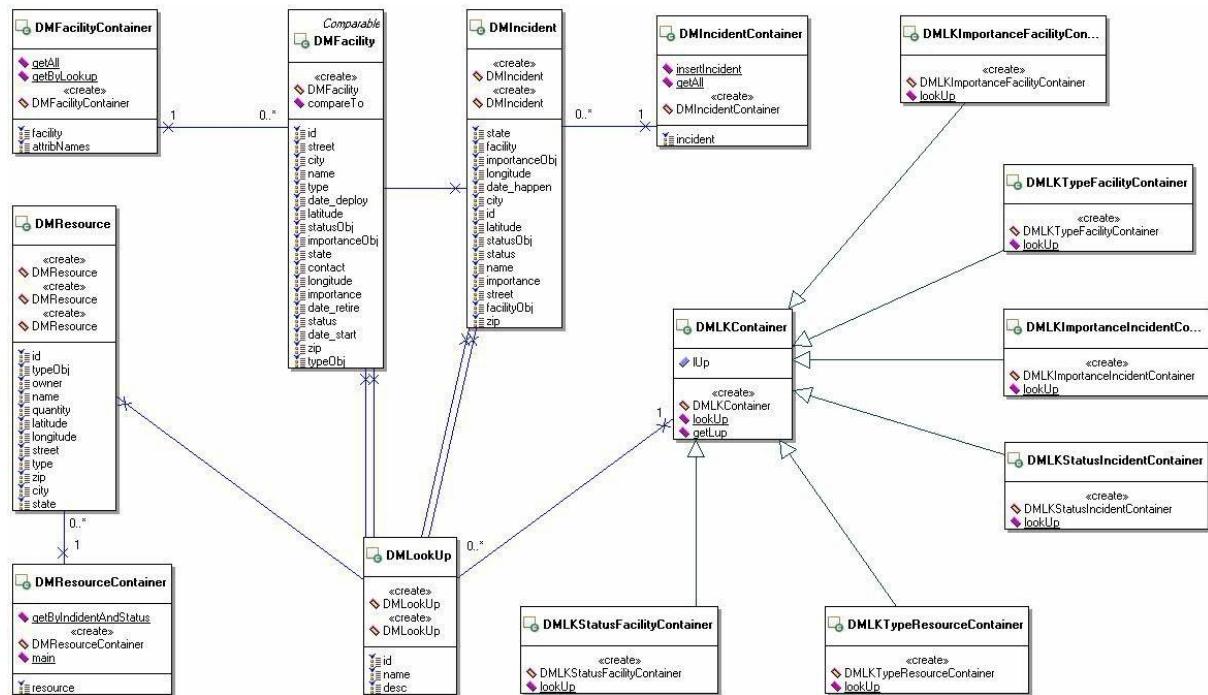 DMFacilityContainer
getAll
getByLookup
«create»
DMFacilityContainer
facility
attribNames
1
0..*
Comparable
DMFacility
«create»
DMFacility
compareTo
id
street
city
name
type
date_deploy
latitude
statusObj
importanceObj
state
contact
longitude
importance
date_retire
status
date_start
zip
typeObj
DMIncident
«create»
DMIncident
«create»
DMIncident
state
facility
importanceObj
longitude
date_happen
city
id
latitude
statusObj
status
name
importance
street
facilityObj
zip
0..*
1
DMIncidentContainer
insertIncident
getAll
«create»
DMIncidentContainer
incident
DMLKImportanceFacilityCon...
«create»
DMLKImportanceFacilityContainer
lookUp
DMLKTypeFacilityContainer
«create»
DMLKTypeFacilityContainer
lookUp
DMResource
«create»
DMResource
«create»
DMResource
«create»
DMResource
id
typeObj
owner
name
quantity
latitude
longitude
street
type
zip
city
state
0..*
1
DMLKContainer
lUp
«create»
DMLKContainer
lookUp
getLup
1
0..*
DMLKImportanceIncidentCo...
«create»
DMLKImportanceIncidentContainer
lookUp
DMLKStatusIncidentContainer
«create»
DMLKStatusIncidentContainer
lookUp
DMResourceContainer
getByIndidentAndStatus
«create»
DMResourceContainer
main
resource
DMLookUp
«create»
DMLookUp
«create»
DMLookUp
id
name
desc
DMLKStatusFacilityContainer
«create»
DMLKStatusFacilityContainer
lookUp
DMLKTypeResourceContainer
«create»
DMLKTypeResourceContainer
lookUp